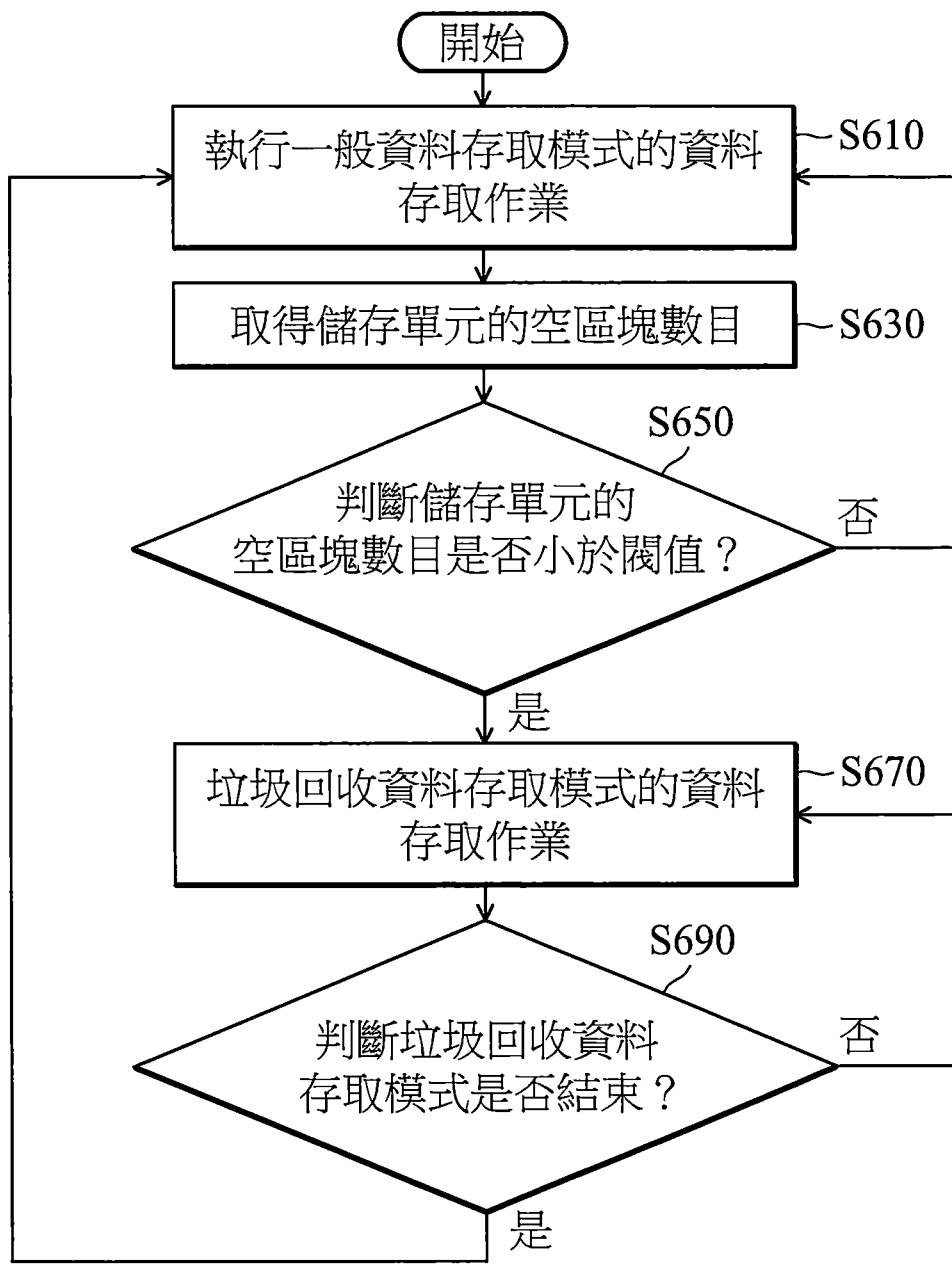 開始
執行一般資料存取模式的資料
存取作業
S610
取得儲存單元的空區塊數目
S630
S650
判斷儲存單元的
空區塊數目是否小於閥值？
否
是
垃圾回收資料存取模式的資料
存取作業
S670
S690
判斷垃圾回收資料
存取模式是否結束？
否
是